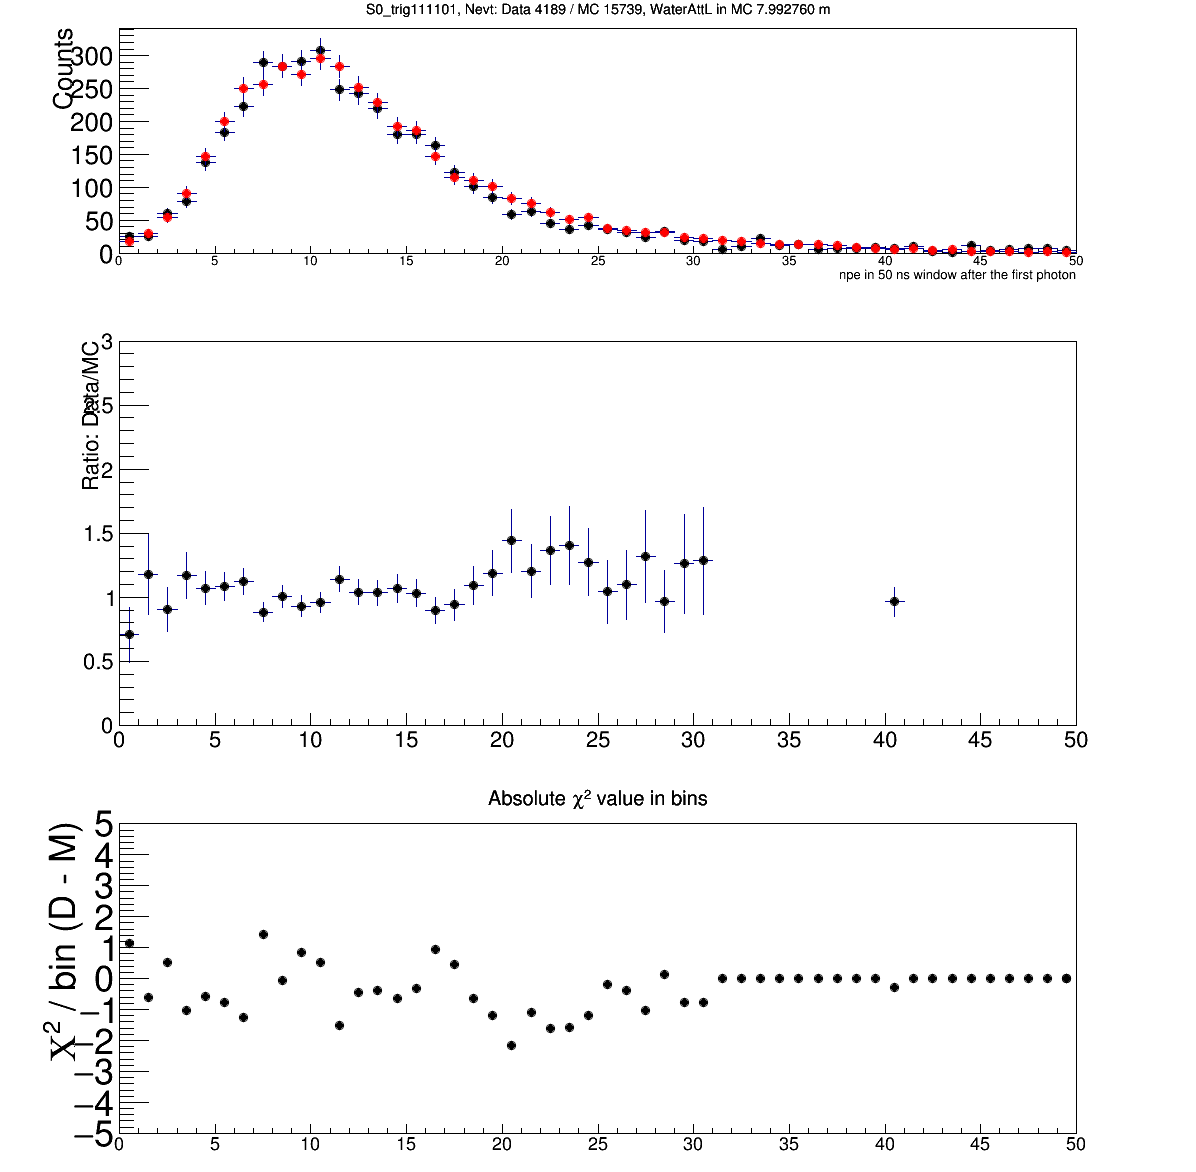 S0_trig111101, Nevt: Data 4189 / MC 15739, WaterAttL in MC 7.992760 m
Counts
300
250
200
150
100
50
0
0 5 10 15 20 25 30 35 40 45 50
npe in 50 ns window after the first photon
Ratio: Data/MC
3
2.5
2
1.5
1
0.5
0
0 5 10 15 20 25 30 35 40 45 50
Absolute χ² value in bins
Χ² / bin (D - M)
5
4
3
2
1
0
−1
−2
−3
−4
−5
0 5 10 15 20 25 30 35 40 45 50